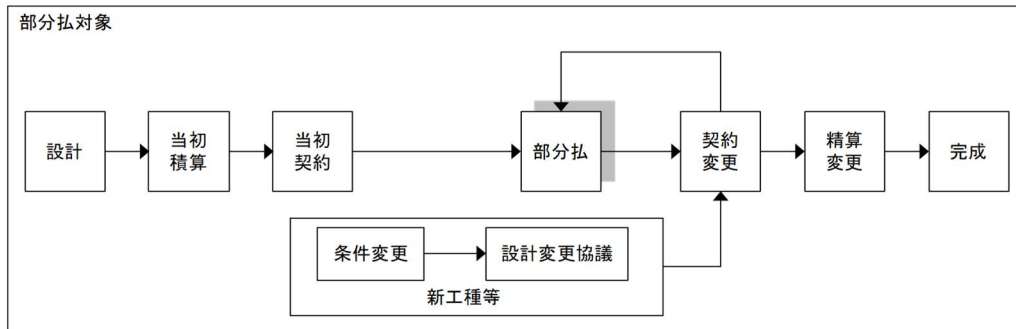 部分払対象
設計
当初
積算
当初
契約
部分払
契約
変更
精算
変更
完成
条件変更
設計変更協議
新工種等